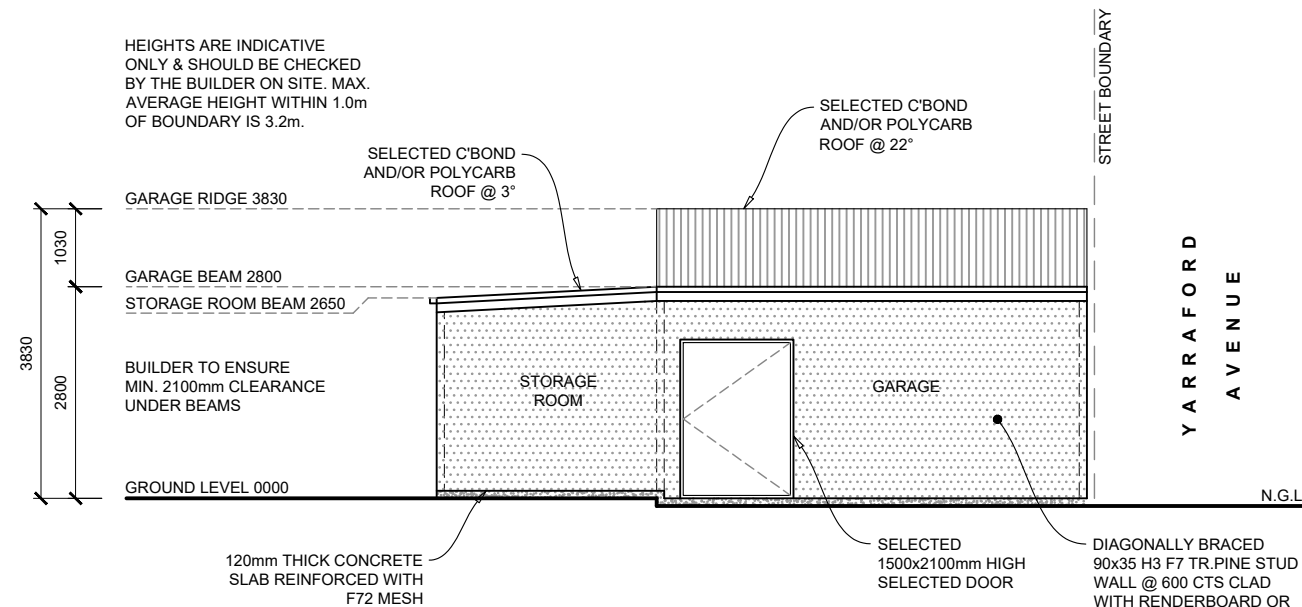 HEIGHTS ARE INDICATIVE
ONLY & SHOULD BE CHECKED
BY THE BUILDER ON SITE. MAX.
AVERAGE HEIGHT WITHIN 1.0m
OF BOUNDARY IS 3.2m.
SELECTED C'BOND
AND/OR POLYCARB
ROOF @ 3°
SELECTED C'BOND
AND/OR POLYCARB
ROOF @ 22°
STREET BOUNDARY
GARAGE RIDGE 3830
1030
GARAGE BEAM 2800
STORAGE ROOM BEAM 2650
3830
2800
BUILDER TO ENSURE
MIN. 2100mm CLEARANCE
UNDER BEAMS
STORAGE
ROOM
GARAGE
YARRAFORD
AVENUE
GROUND LEVEL 0000
N.G.L
120mm THICK CONCRETE
SLAB REINFORCED WITH
F72 MESH
SELECTED
1500x2100mm HIGH
SELECTED DOOR
DIAGONALLY BRACED
90x35 H3 F7 TR.PINE STUD
WALL @ 600 CTS CLAD
WITH RENDERBOARD OR